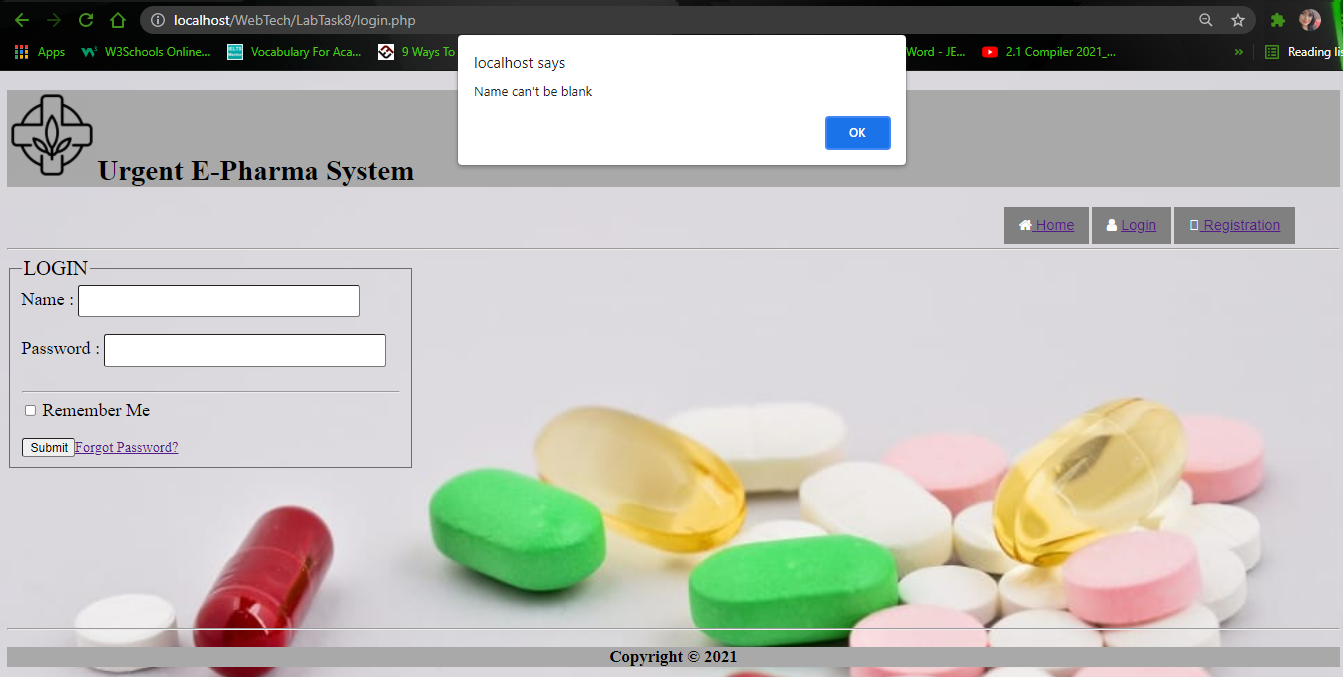 localhost/WebTech/LabTask8/login.php
Apps W3Schools Online... Vocabulary For Aca... 9 Ways To Word - JE... 2.1 Compiler 2021_... » Reading lis
localhost says
Name can't be blank
OK
Urgent E-Pharma System
Home Login Registration
LOGIN
Name :
Password :
Remember Me
Submit Forgot Password?
Copyright © 2021